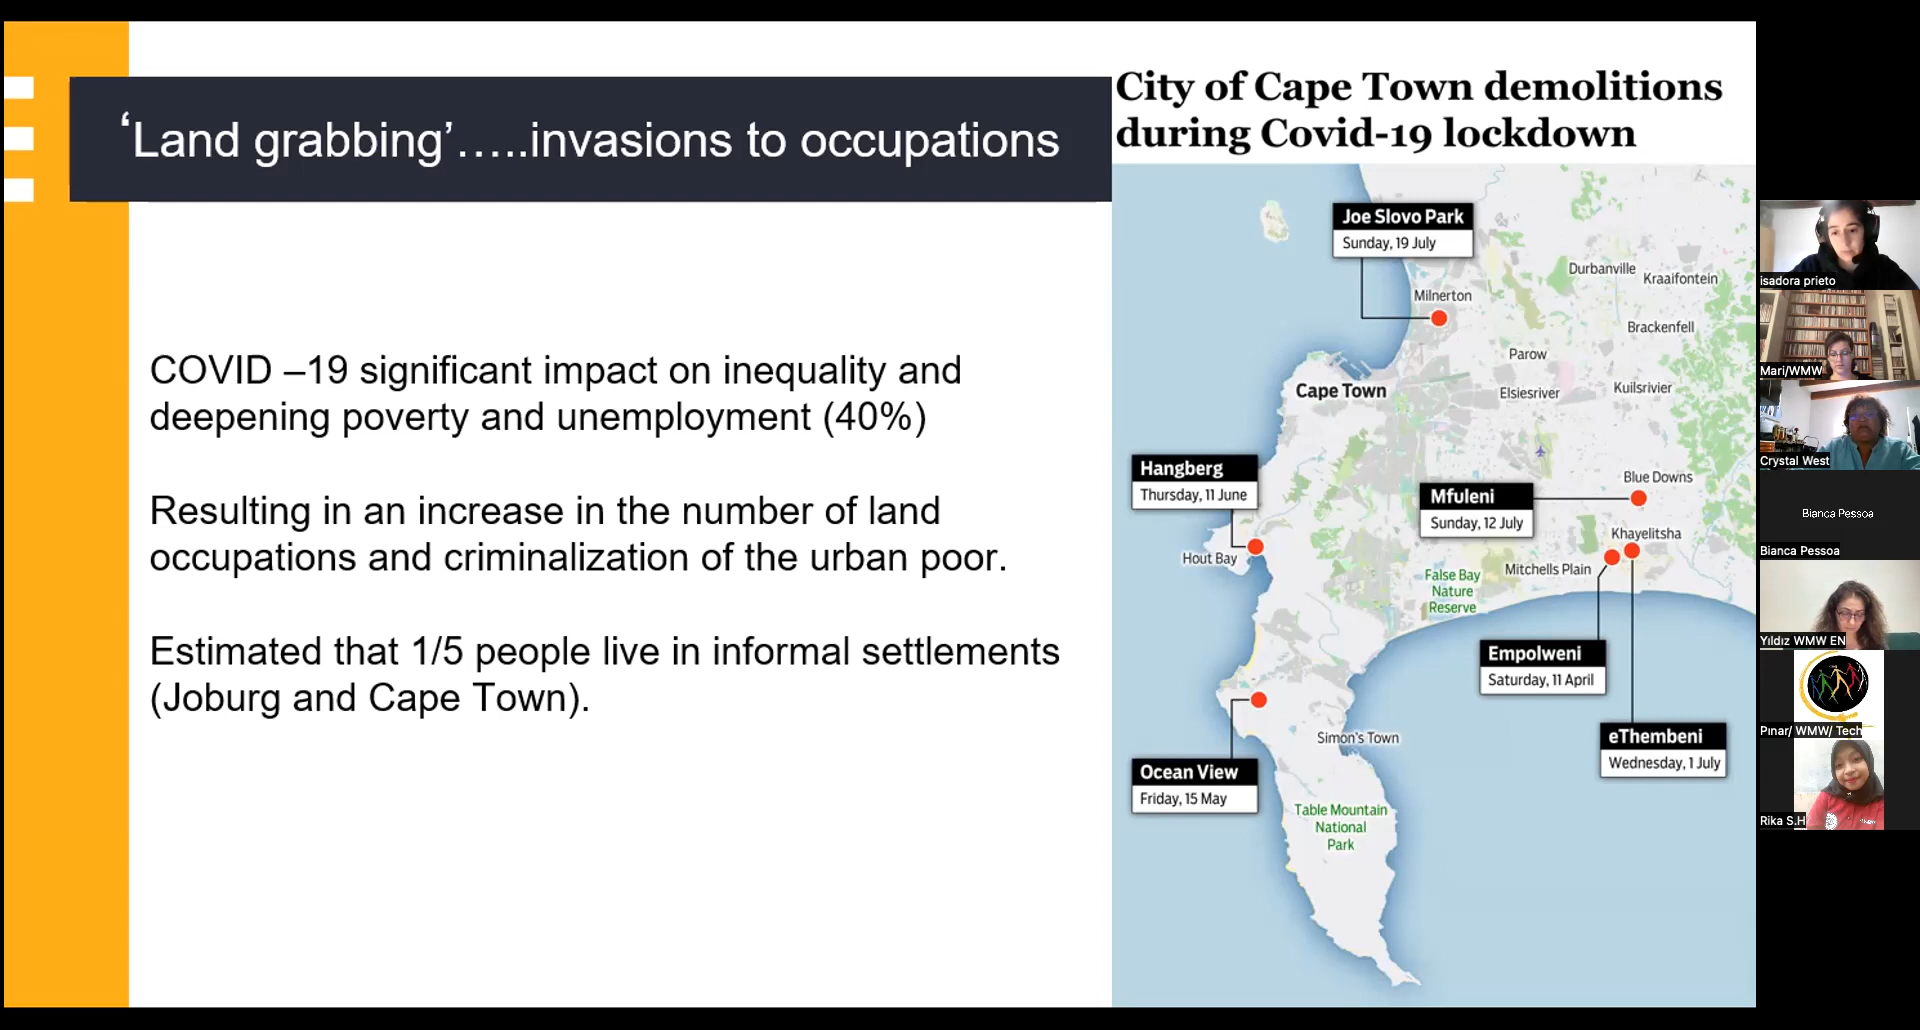 ‘Land grabbing’…..invasions to occupations
COVID –19 significant impact on inequality and
deepening poverty and unemployment (40%)
Resulting in an increase in the number of land
occupations and criminalization of the urban poor.
Estimated that 1/5 people live in informal settlements
(Joburg and Cape Town).
City of Cape Town demolitions
during Covid-19 lockdown
Joe Slovo Park
Sunday, 19 July
Durbanville
Kraaifontein
Milnerton
Brackenfell
Parow
Cape Town
Elsiesriver
Kuilsrivier
Hangberg
Thursday, 11 June
Blue Downs
Mfuleni
Sunday, 12 July
Khayelitsha
Hout Bay
Mitchells Plain
False Bay
Nature
Reserve
Empolweni
Saturday, 11 April
eThembeni
Wednesday, 1 July
Simon's Town
Ocean View
Friday, 15 May
Table Mountain
National
Park
isadora prieto
Mari/WMW
Crystal West
Bianca Pessoa
Bianca Pessoa
Yıldız WMW EN
Pınar/ WMW/ Tech
Rika S.H